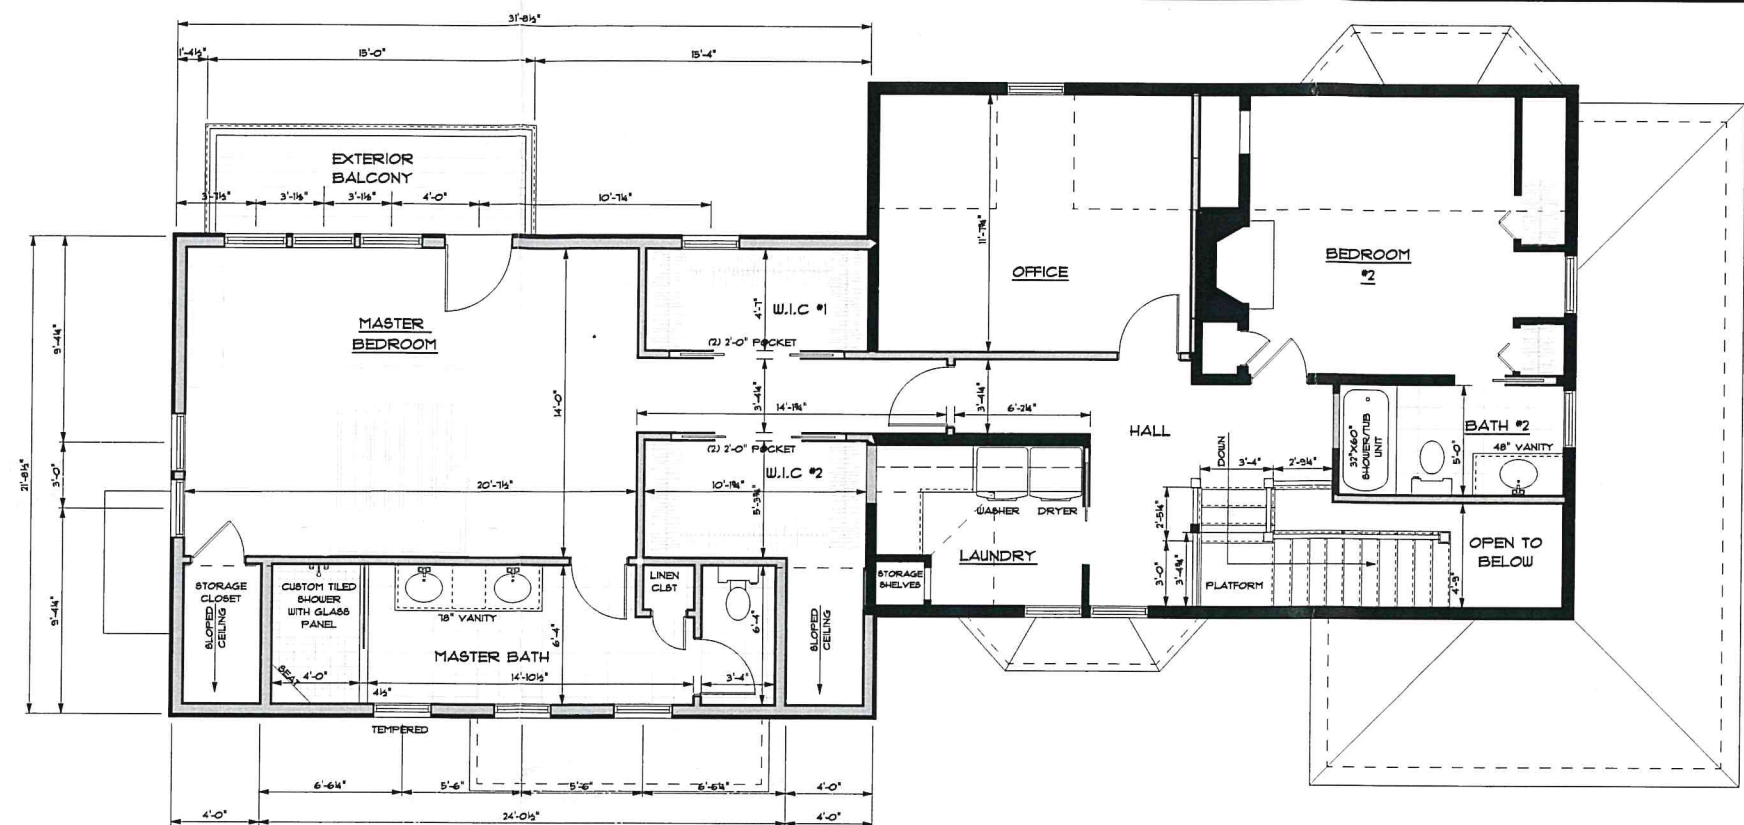 31'-8½"
1'-4½" 15'-0" 15'-4"
EXTERIOR
BALCONY
3'-7½" 3'-1½" 3'-1½" 4'-0" 10'-7¼"
MASTER
BEDROOM
W.I.C #1
4'-7"
(2) 2'-0" POCKET
OFFICE
11'-7¾"
BEDROOM
#2
9'-4¼"
21'-8½"
3'-0"
9'-4¼"
14'-0"
3'-4¼"
14'-1¾"
3'-4¼"
6'-2¼"
(2) 2'-0" POCKET
W.I.C #2
20'-7½" 10'-1¾"
5'-3¾"
HALL
DOWN
3'-4" 2'-9¼"
32"X60"
SHOWER/TUB
UNIT
BATH #2
48" VANITY
5'-0"
WASHER DRYER
LAUNDRY
STORAGE
SHELVES
2'-5¼"
3'-0"
3'-4¾"
PLATFORM
4'-9"
OPEN TO
BELOW
STORAGE
CLOSET
SLOPED
CEILING
CUSTOM TILED
SHOWER
WITH GLASS
PANEL
SEAT
4'-0"
4½"
78" VANITY
MASTER BATH
14'-10½"
6'-4"
LINEN
CLST
6'-4"
3'-4"
SLOPED
CEILING
TEMPERED
6'-6¼" 5'-6" 5'-6" 6'-6¼" 4'-0"
4'-0" 24'-0½" 4'-0"